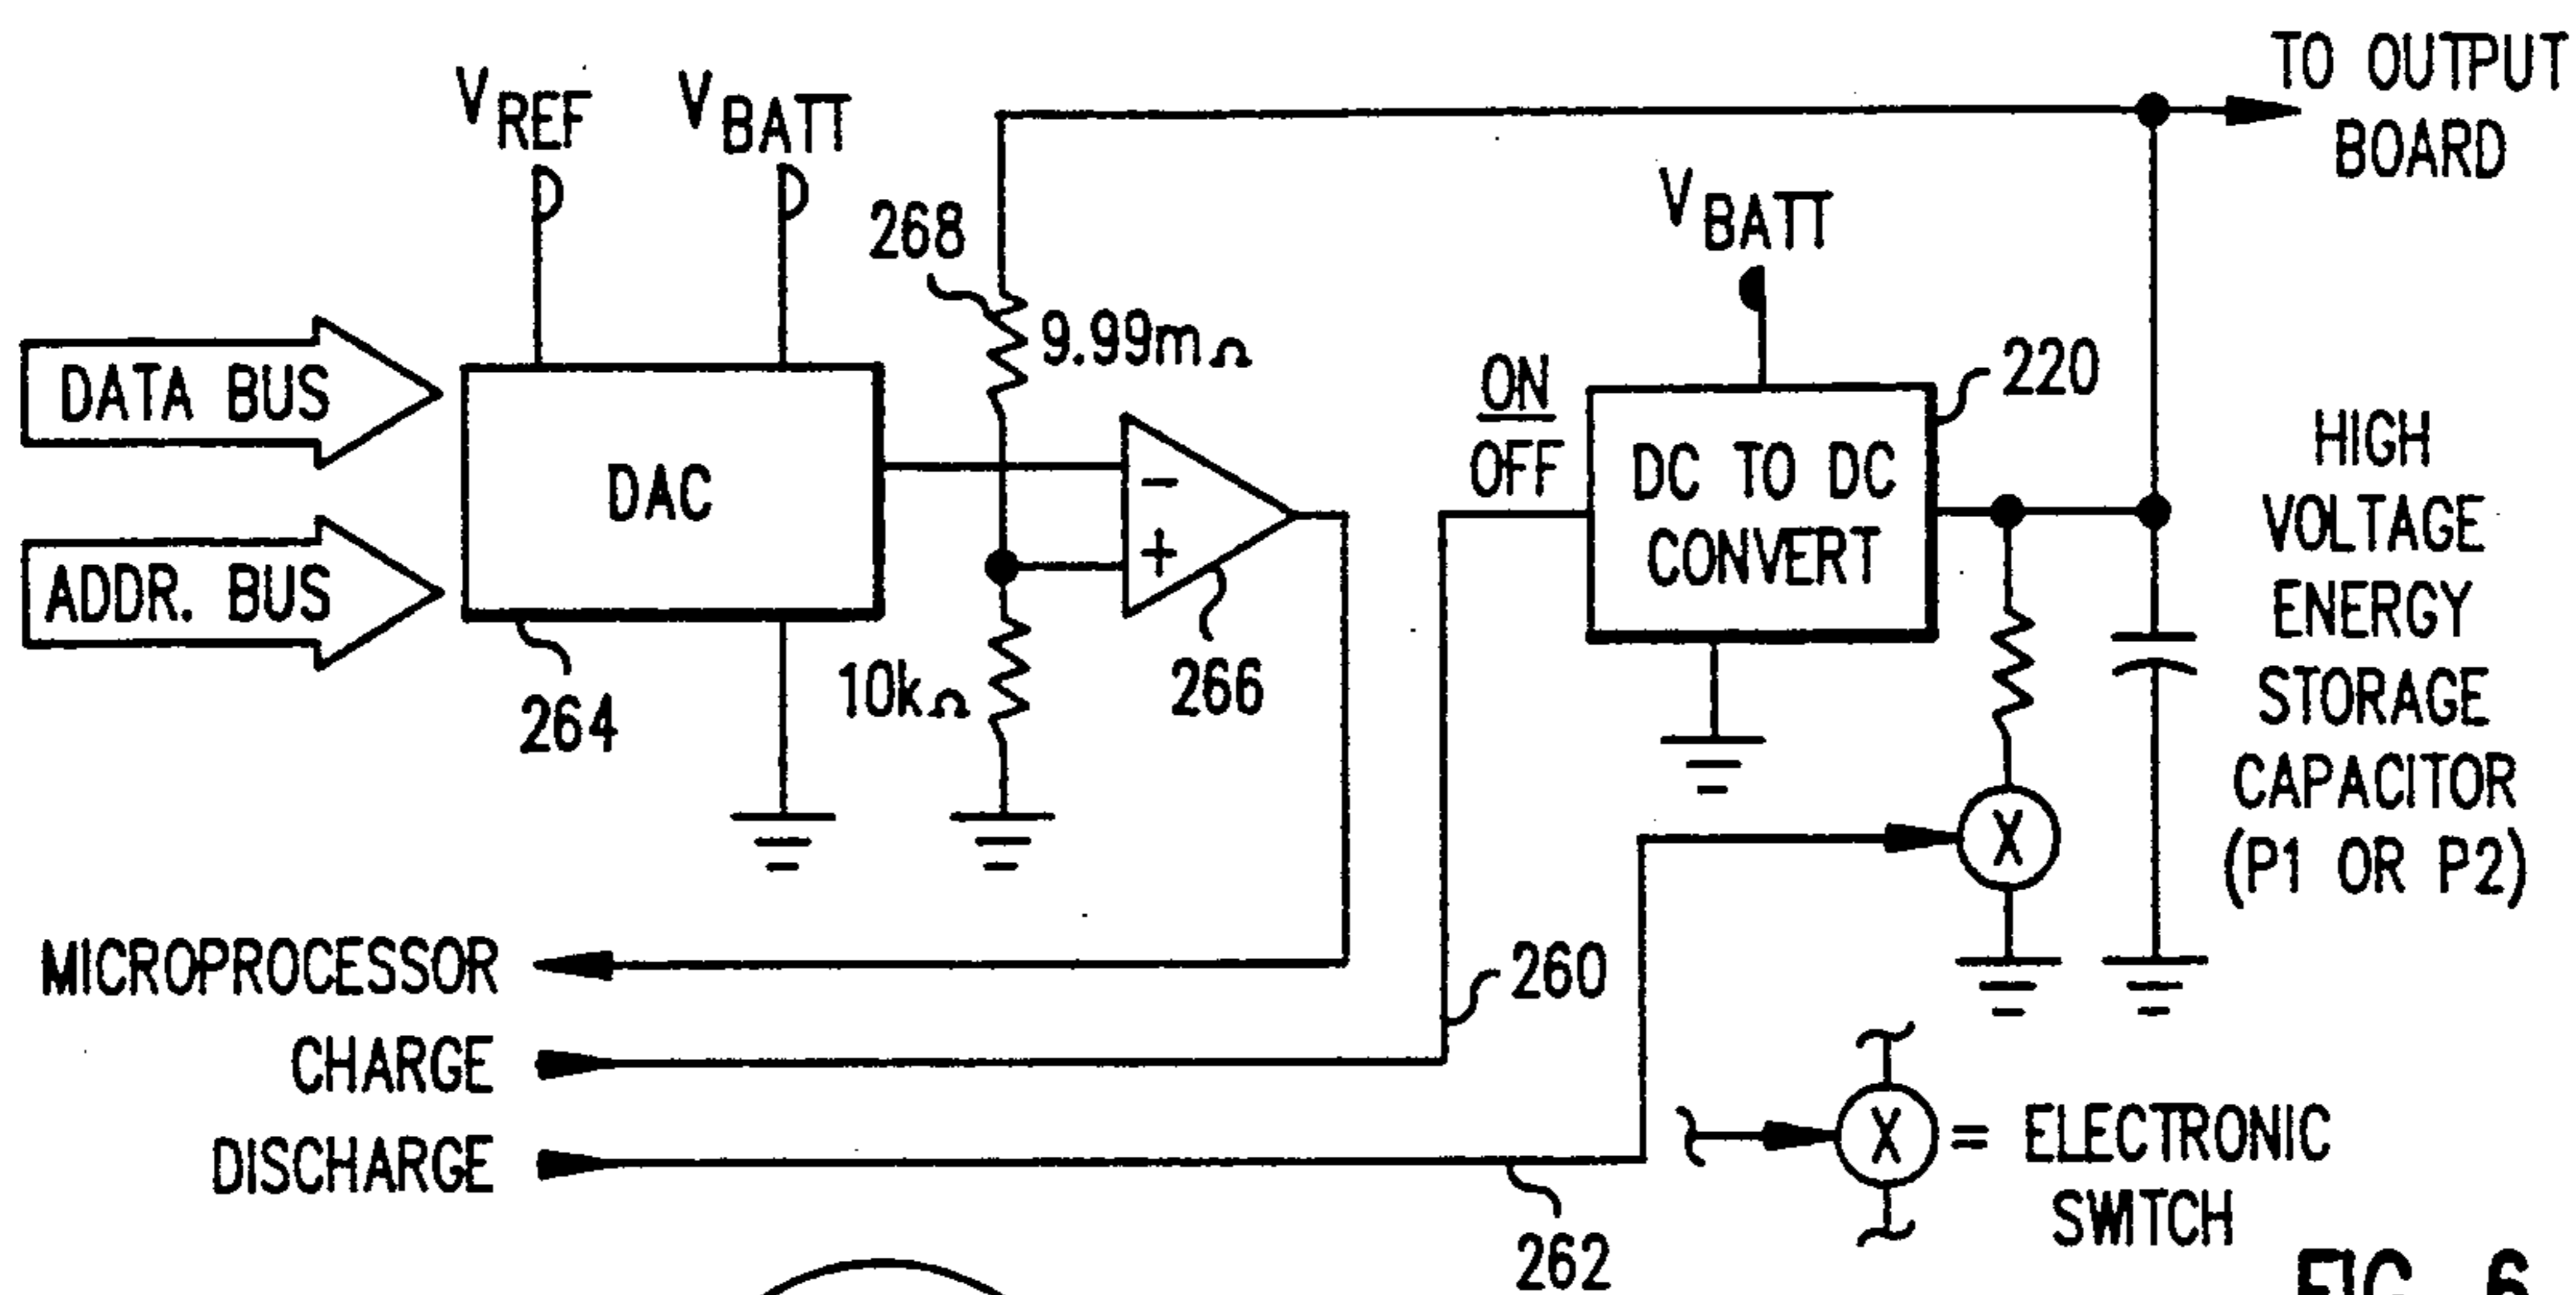 TO OUTPUT
BOARD
VREF
VBATT
268
9.99mΩ
VBATT
ON
OFF
220
DATA BUS
ADDR. BUS
DAC
−
+
DC TO DC
CONVERT
HIGH
VOLTAGE
ENERGY
STORAGE
CAPACITOR
(P1 OR P2)
264
10kΩ
266
X
MICROPROCESSOR
260
CHARGE
DISCHARGE
X = ELECTRONIC
SWITCH
262
FIG. 6